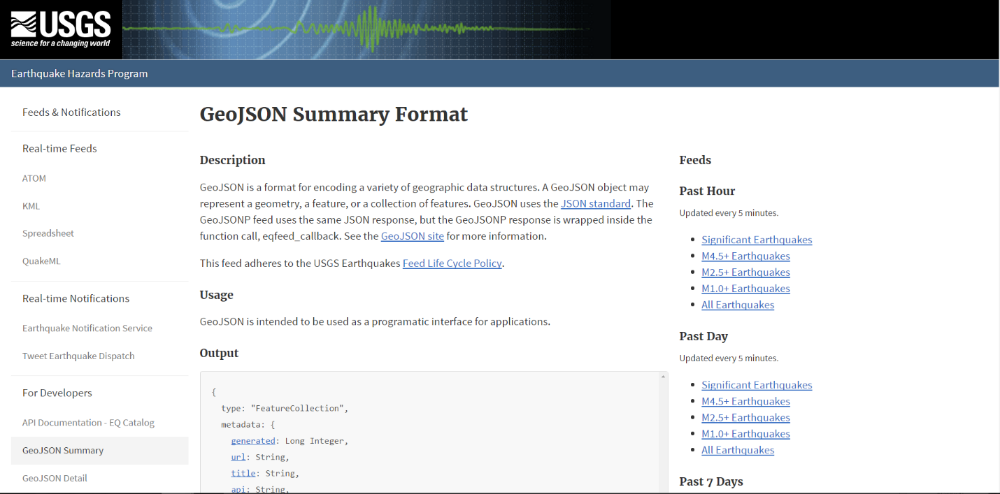 USGS
science for a changing world
Earthquake Hazards Program
Feeds & Notifications
Real-time Feeds
ATOM
KML
Spreadsheet
QuakeML
Real-time Notifications
Earthquake Notification Service
Tweet Earthquake Dispatch
For Developers
API Documentation - EQ Catalog
GeoJSON Summary
GeoJSON Detail
GeoJSON Summary Format
Description
GeoJSON is a format for encoding a variety of geographic data structures. A GeoJSON object may
represent a geometry, a feature, or a collection of features. GeoJSON uses the JSON standard. The
GeoJSONP feed uses the same JSON response, but the GeoJSONP response is wrapped inside the
function call, eqfeed_callback. See the GeoJSON site for more information.
This feed adheres to the USGS Earthquakes Feed Life Cycle Policy.
Usage
GeoJSON is intended to be used as a programatic interface for applications.
Output
{
type: "FeatureCollection",
metadata: {
generated: Long Integer,
url: String,
title: String,
api: String,
Feeds
Past Hour
Updated every 5 minutes.
Significant Earthquakes
M4.5+ Earthquakes
M2.5+ Earthquakes
M1.0+ Earthquakes
All Earthquakes
Past Day
Updated every 5 minutes.
Significant Earthquakes
M4.5+ Earthquakes
M2.5+ Earthquakes
M1.0+ Earthquakes
All Earthquakes
Past 7 Days